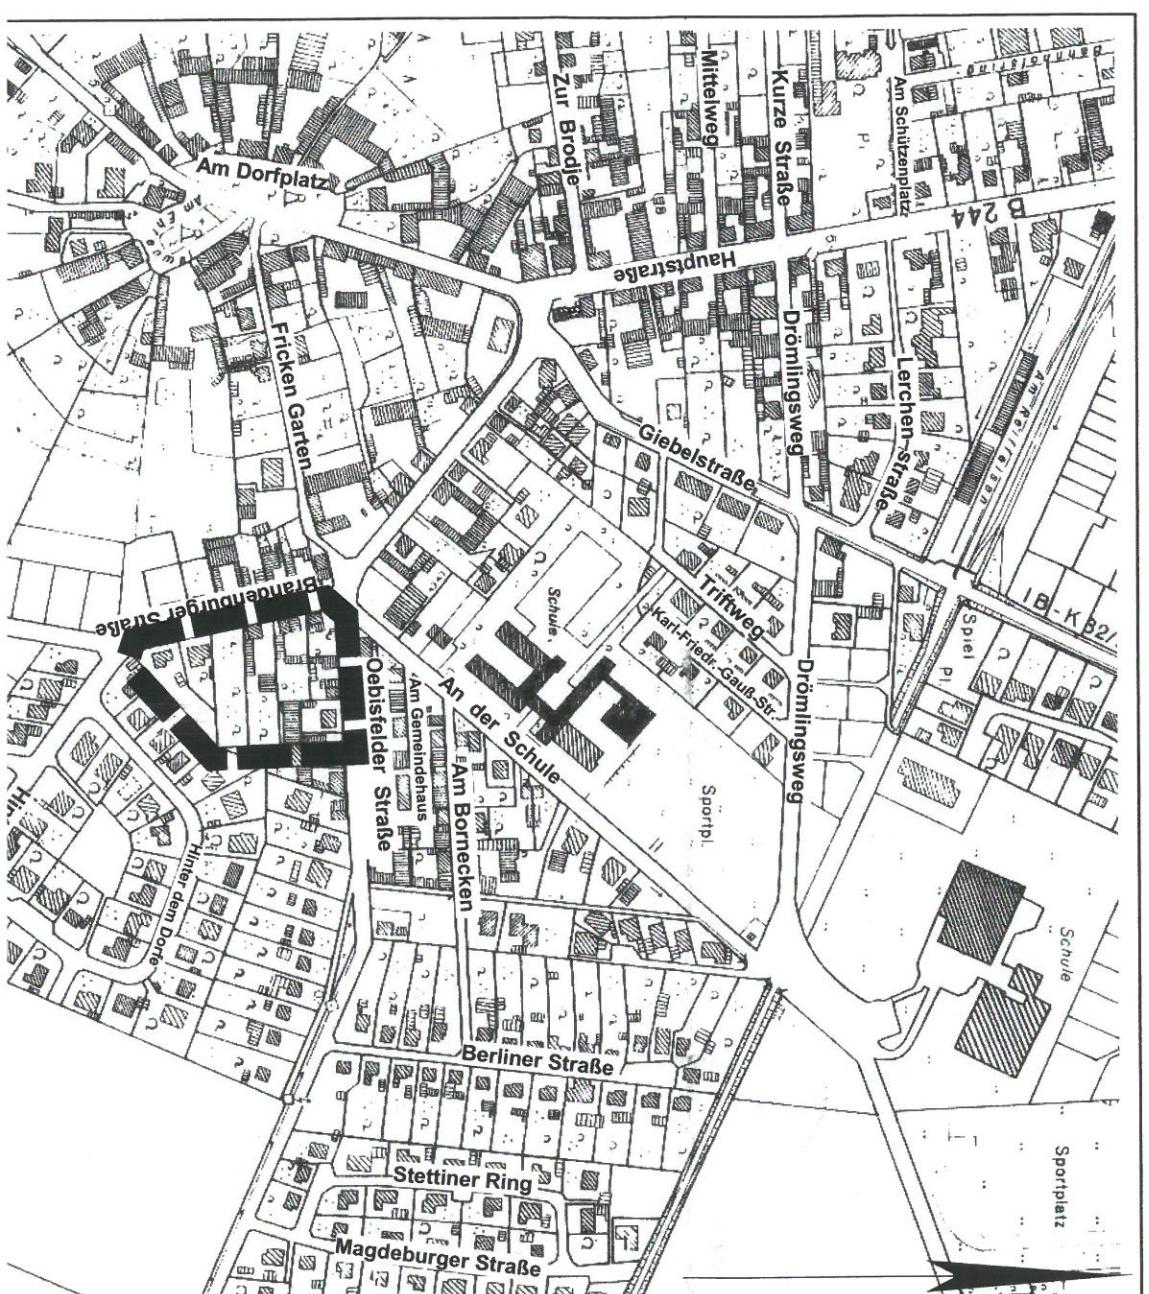 Zur Brodje
Mittelweg
Kurze Straße
Am Schützenplatz
Bahnhofsring
Am Dorfplatz
B 244
Hauptstraße
Fricken Garten
Drömlingsweg
Lerchen-straße
Giebelstraße
Brandenburger Straße
Schule
Triftweg
Karl-Friedr.-Gauß-Str.
Spiel
Pl
Oebisfelder Straße
Am Gemeindehaus
An der Schule
Am Bornecken
Drömlingsweg
Sportpl.
Hinter dem Dorfe
Schule
Berliner Straße
Stettiner Ring
Sportplatz
Magdeburger Straße